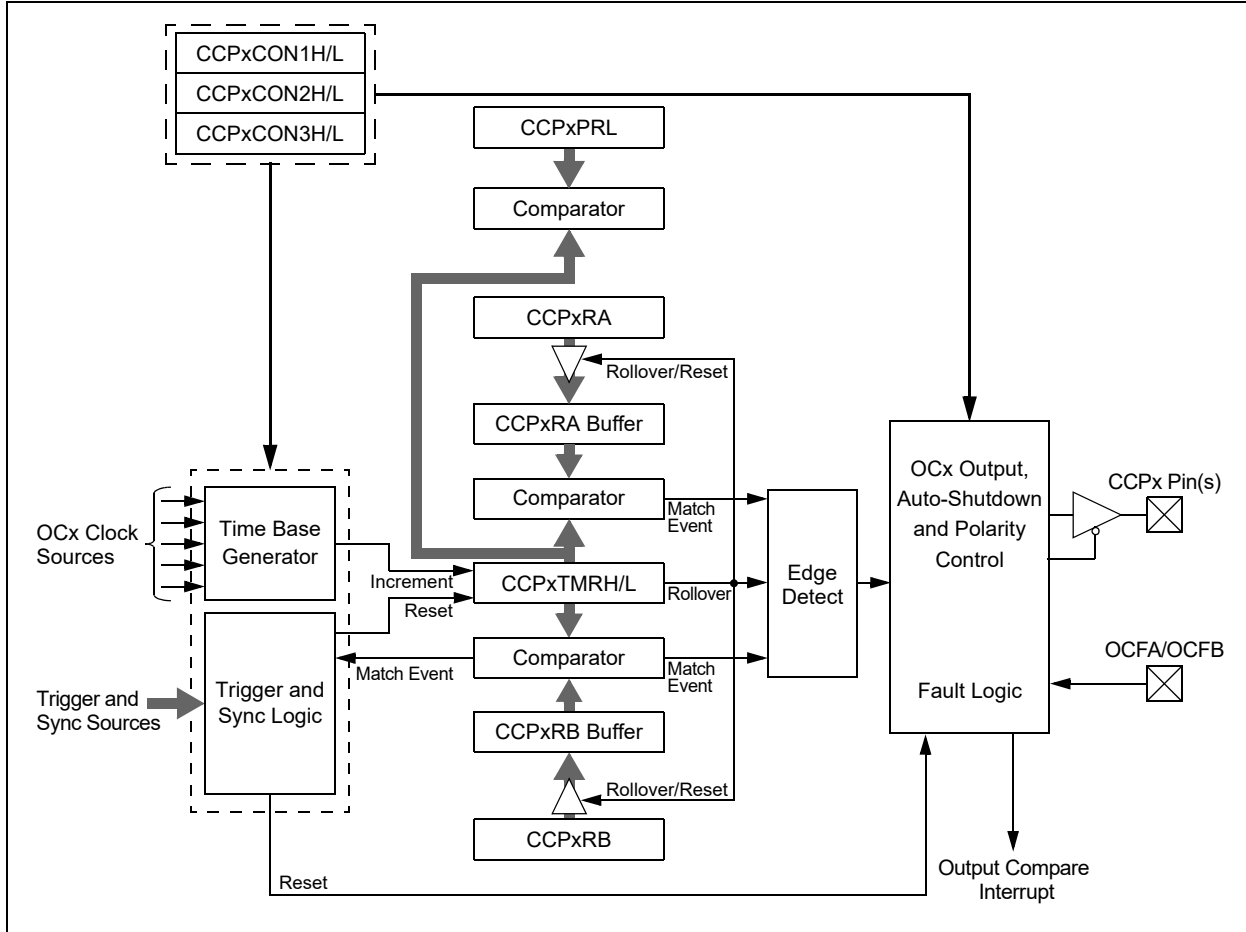 CCPxCON1H/L
CCPxCON2H/L
CCPxCON3H/L
CCPxPRL
Comparator
CCPxRA
Rollover/Reset
CCPxRA Buffer
Comparator
Match
Event
OCx Clock
Sources
Time Base
Generator
Increment
Reset
CCPxTMRH/L
Rollover
Edge
Detect
OCx Output,
Auto-Shutdown
and Polarity
Control
CCPx Pin(s)
Trigger and
Sync Sources
Trigger and
Sync Logic
Match Event
Comparator
Match
Event
Fault Logic
OCFA/OCFB
CCPxRB Buffer
Rollover/Reset
CCPxRB
Reset
Output Compare
Interrupt